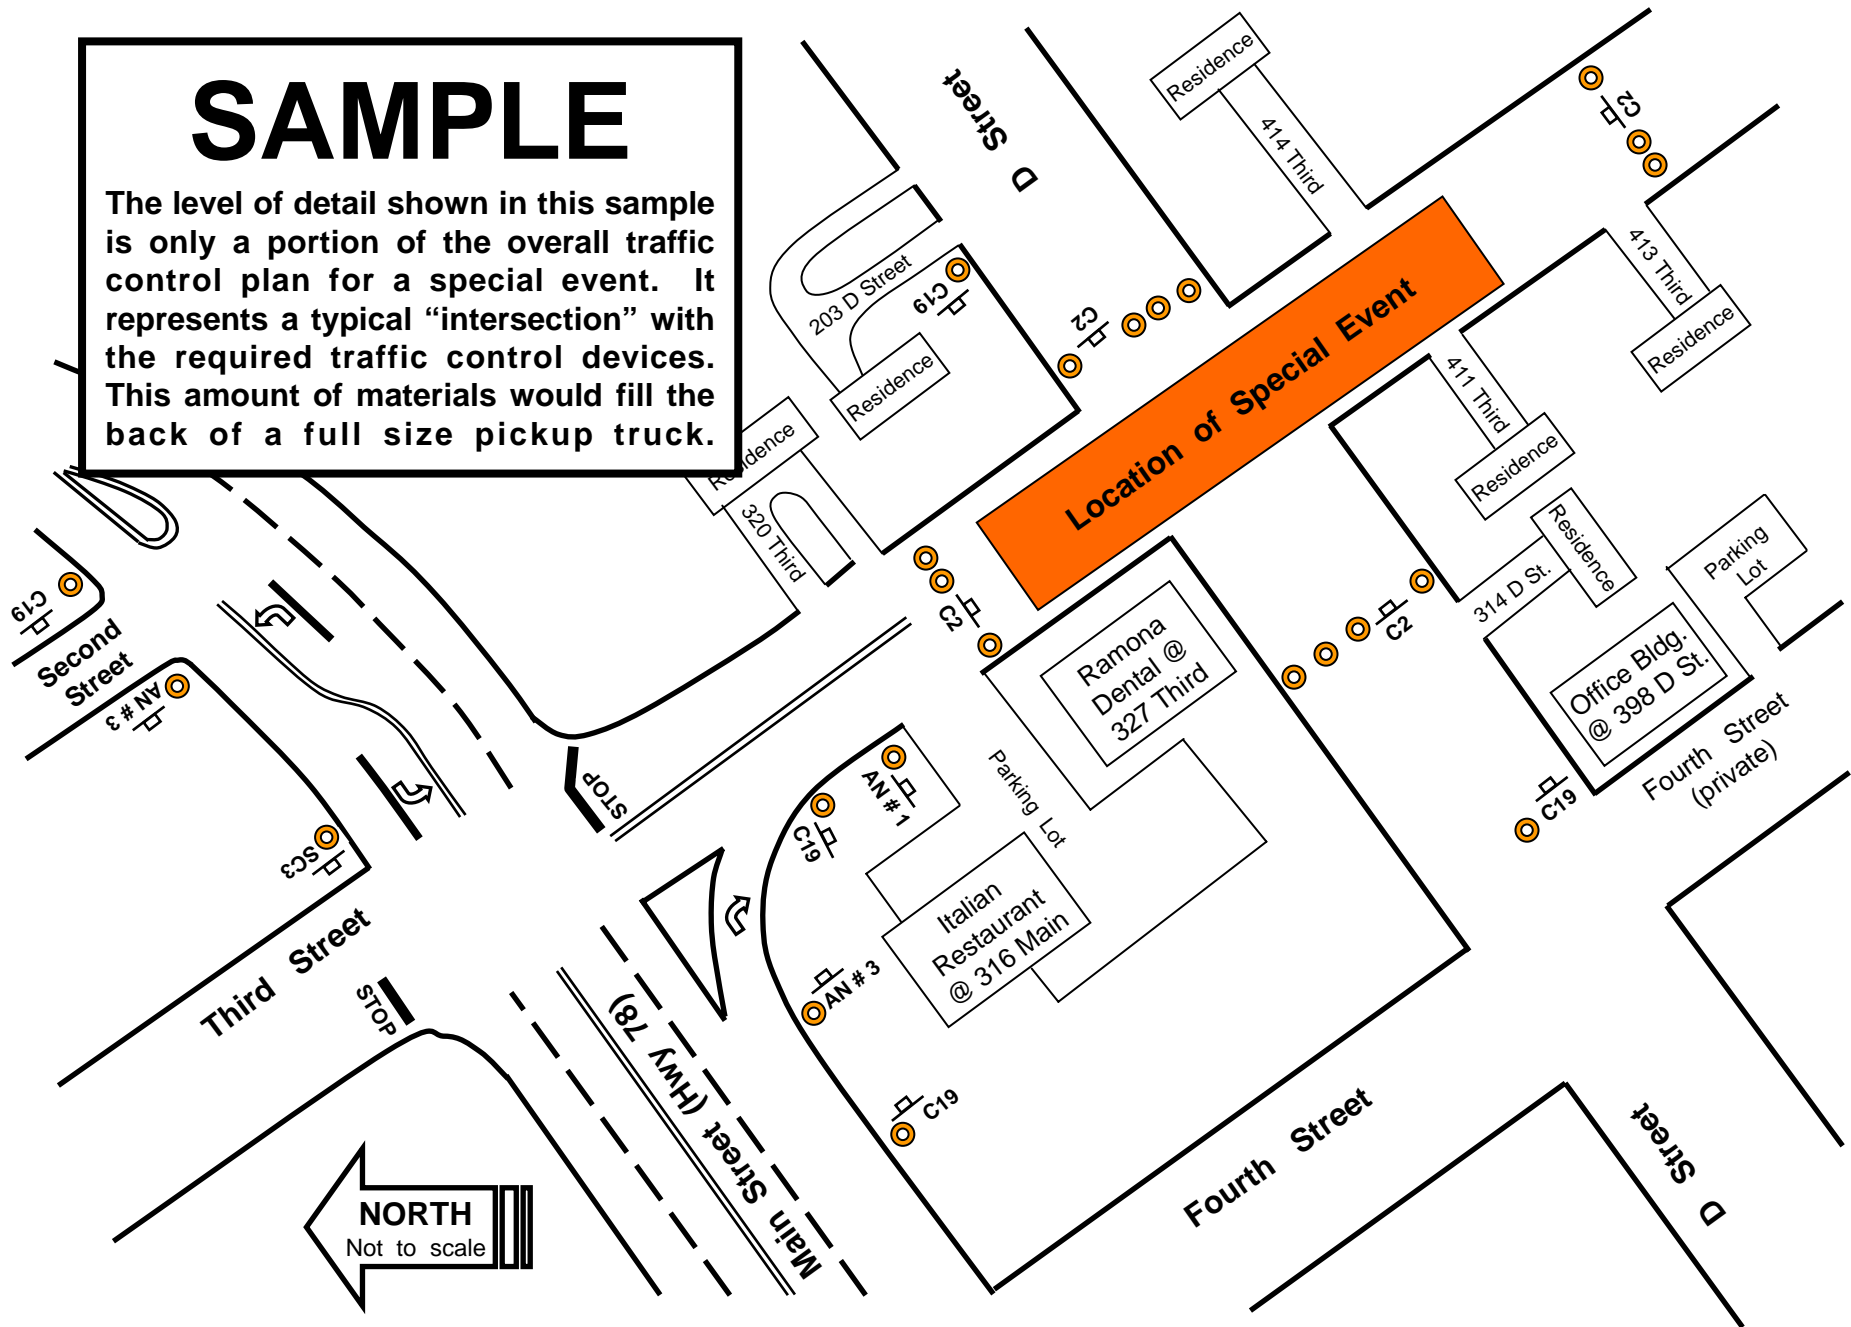 SAMPLE
The level of detail shown in this sample
is only a portion of the overall traffic
control plan for a special event. It
represents a typical “intersection” with
the required traffic control devices.
This amount of materials would fill the
back of a full size pickup truck.
D Street
Residence
414 Third
C2
203 D Street
C19
Residence
C2
413 Third
Residence
Location of Special Event
411 Third
Residence
Residence
320 Third
Residence
314 D St.
Parking
Lot
Office Bldg.
@ 398 D St.
C2
C2
Ramona
Dental @
327 Third
C19
Second
Street
AN # 3
STOP
AN # 1
C19
Parking Lot
Fourth Street
(private)
C19
SC3
Third Street
STOP
Italian
Restaurant
@ 316 Main
AN # 3
C19
Main Street (Hwy 78)
Fourth Street
D Street
NORTH
Not to scale